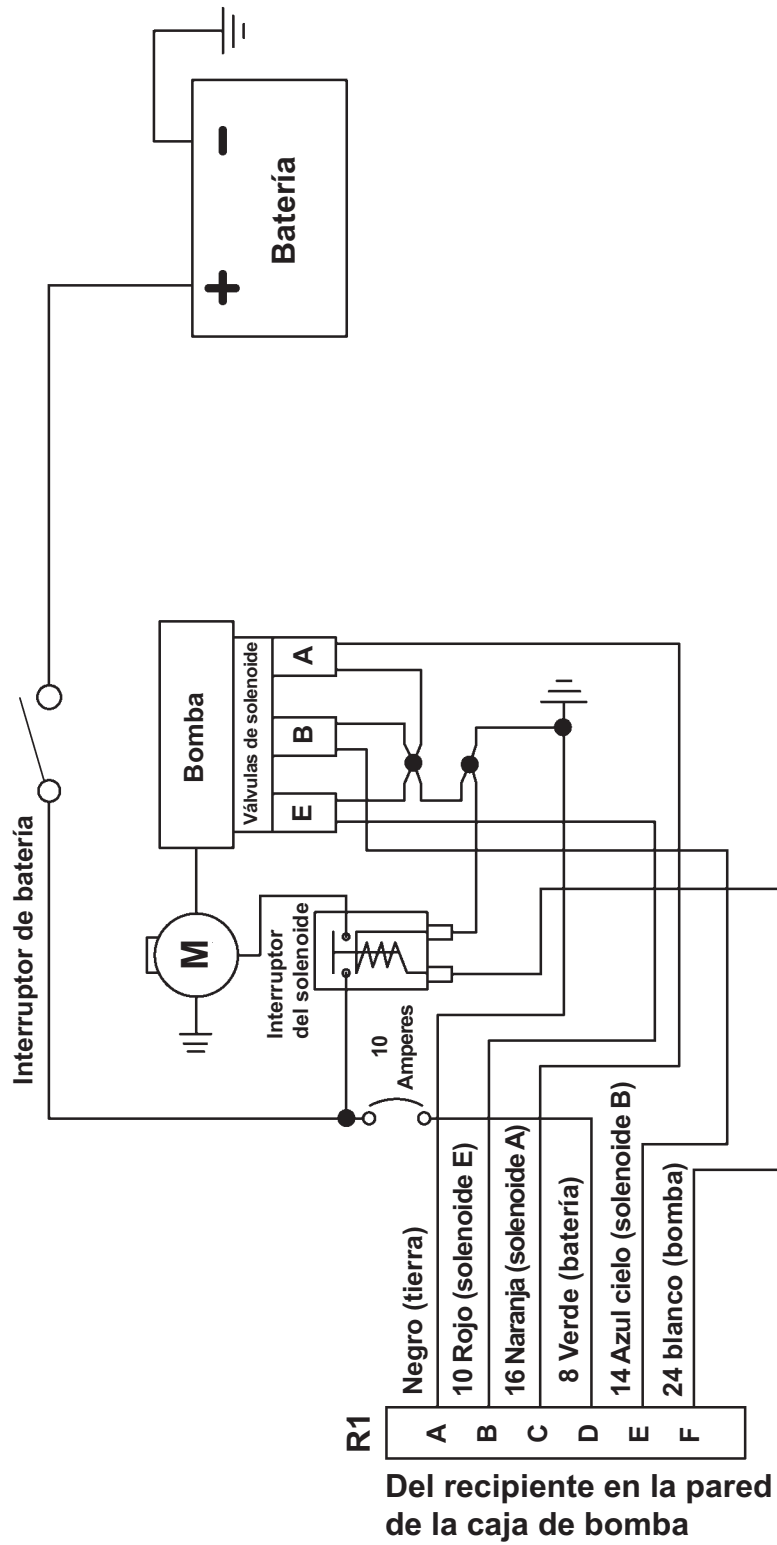 Interruptor de batería
Batería
+
-
Bomba
Válvulas de solenoide
E
B
A
M
Interruptor
del solenoide
10
Amperes
Negro (tierra)
10 Rojo (solenoide E)
16 Naranja (solenoide A)
8 Verde (batería)
14 Azul cielo (solenoide B)
24 blanco (bomba)
R1
A
B
C
D
E
F
Del recipiente en la pared
de la caja de bomba